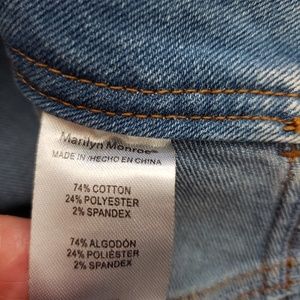 Marilyn Monroe
MADE IN/HECHO EN CHINA
74% COTTON
24% POLYESTER
2% SPANDEX
74% ALGODÓN
24% POLIÉSTER
2% SPANDEX